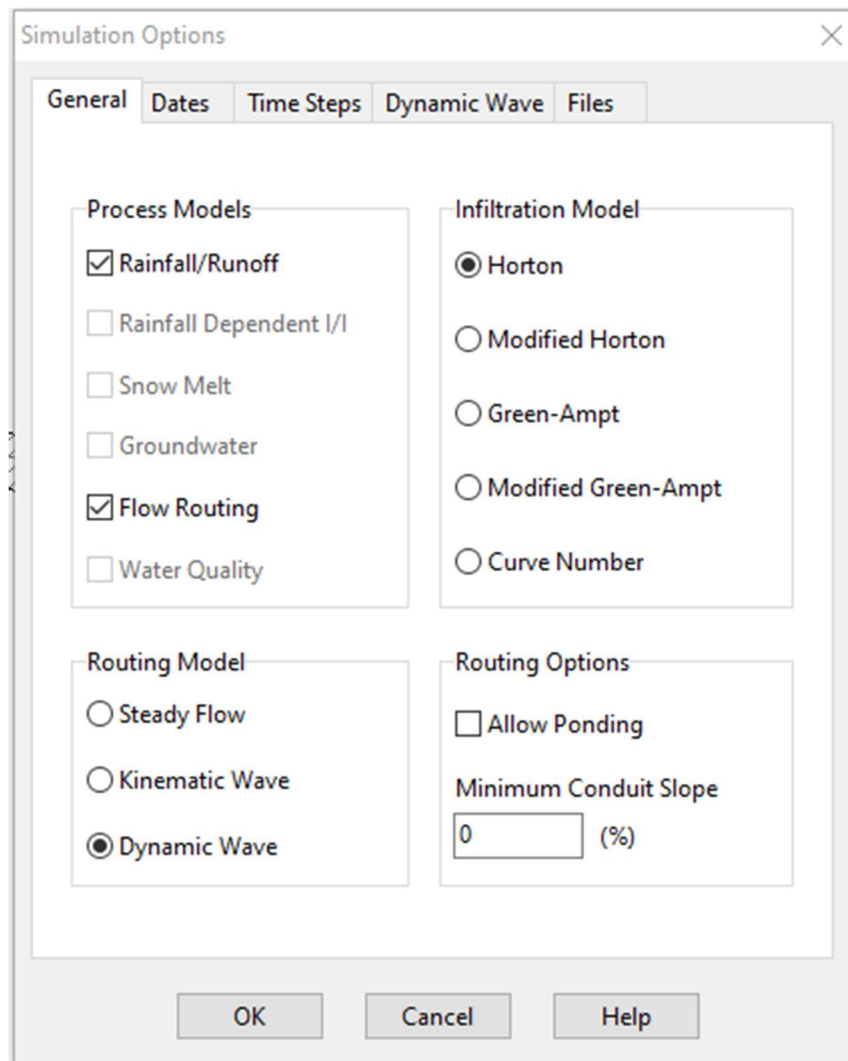 Simulation Options
General Dates Time Steps Dynamic Wave Files
Process Models
Rainfall/Runoff
Rainfall Dependent I/I
Snow Melt
Groundwater
Flow Routing
Water Quality
Infiltration Model
Horton
Modified Horton
Green-Ampt
Modified Green-Ampt
Curve Number
Routing Model
Steady Flow
Kinematic Wave
Dynamic Wave
Routing Options
Allow Ponding
Minimum Conduit Slope
0 (%)
OK Cancel Help